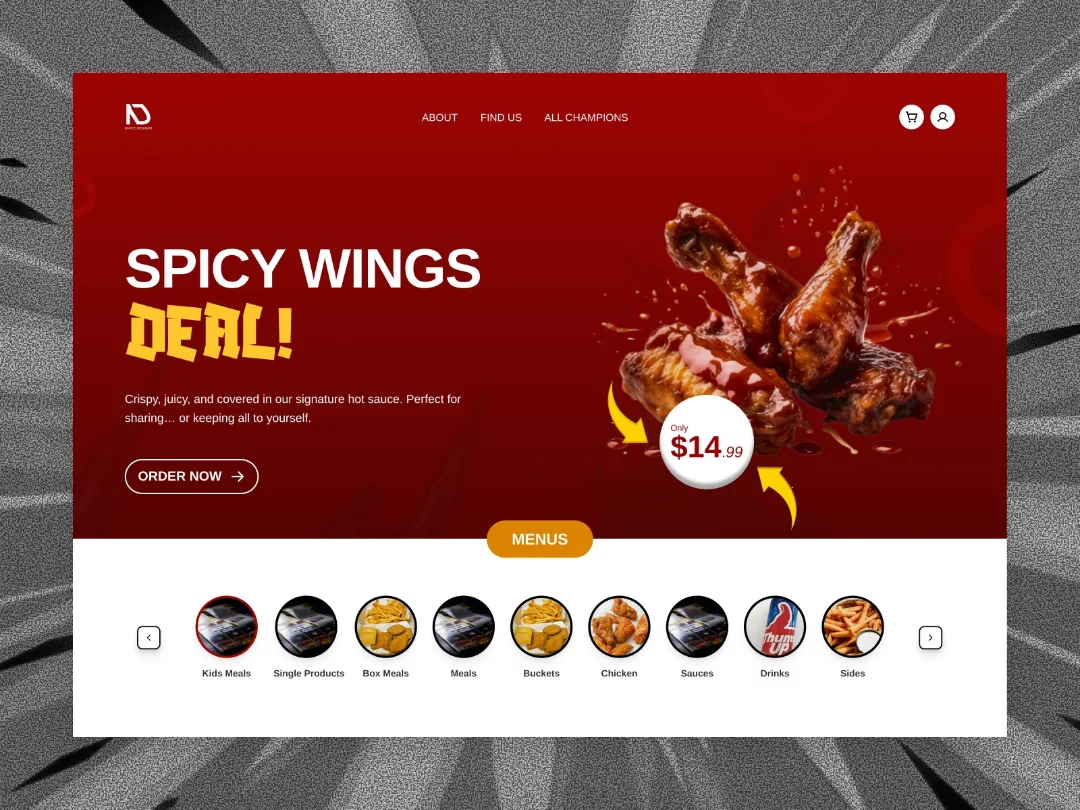 ABOUT
FIND US
ALL CHAMPIONS
SPICY WINGS
DEAL!
Crispy, juicy, and covered in our signature hot sauce. Perfect for
sharing… or keeping all to yourself.
ORDER NOW
Only
$14.99
MENUS
Thums
UP
Kids Meals
Single Products
Box Meals
Meals
Buckets
Chicken
Sauces
Drinks
Sides